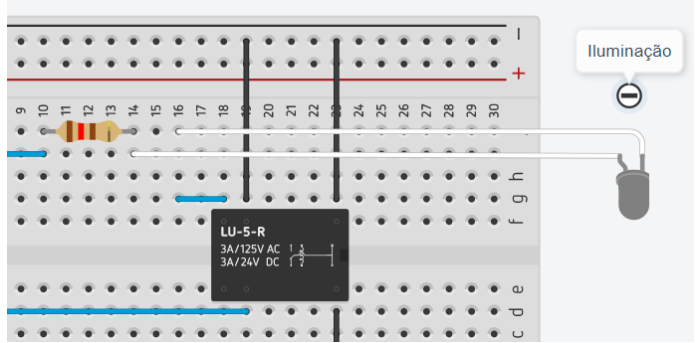 −
Iluminação
+
9 10 11 12 13 14 15 16 17 18 19 20 21 22 23 24 25 26 27 28 29 30
h
g
f
LU-5-R
3A/125V AC
3A/24V DC
e
d
c